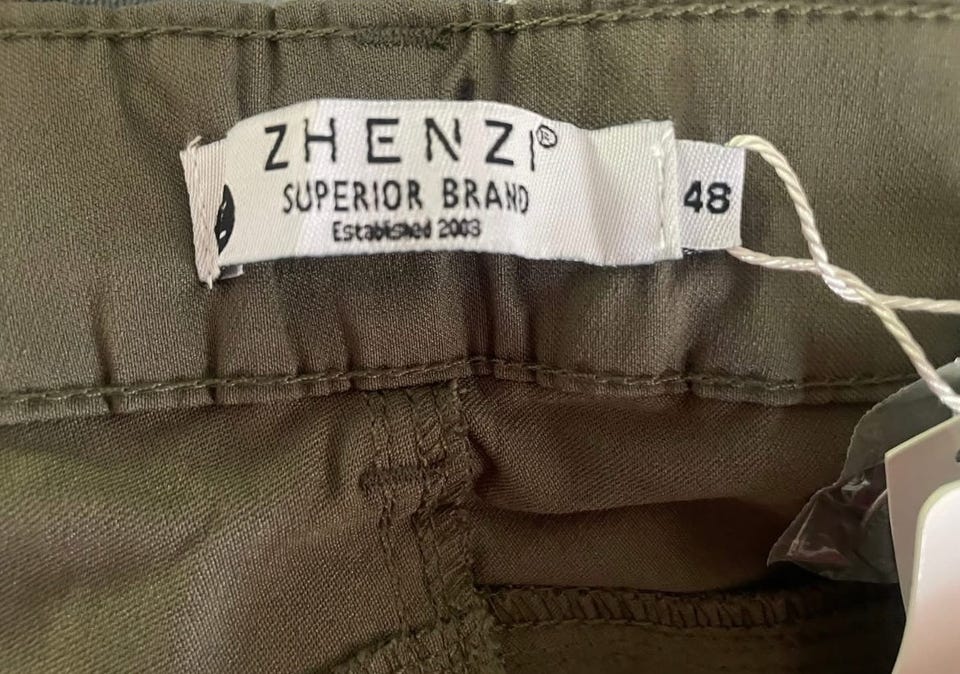 ZHENZI®
SUPERIOR BRAND
Established 2003
48